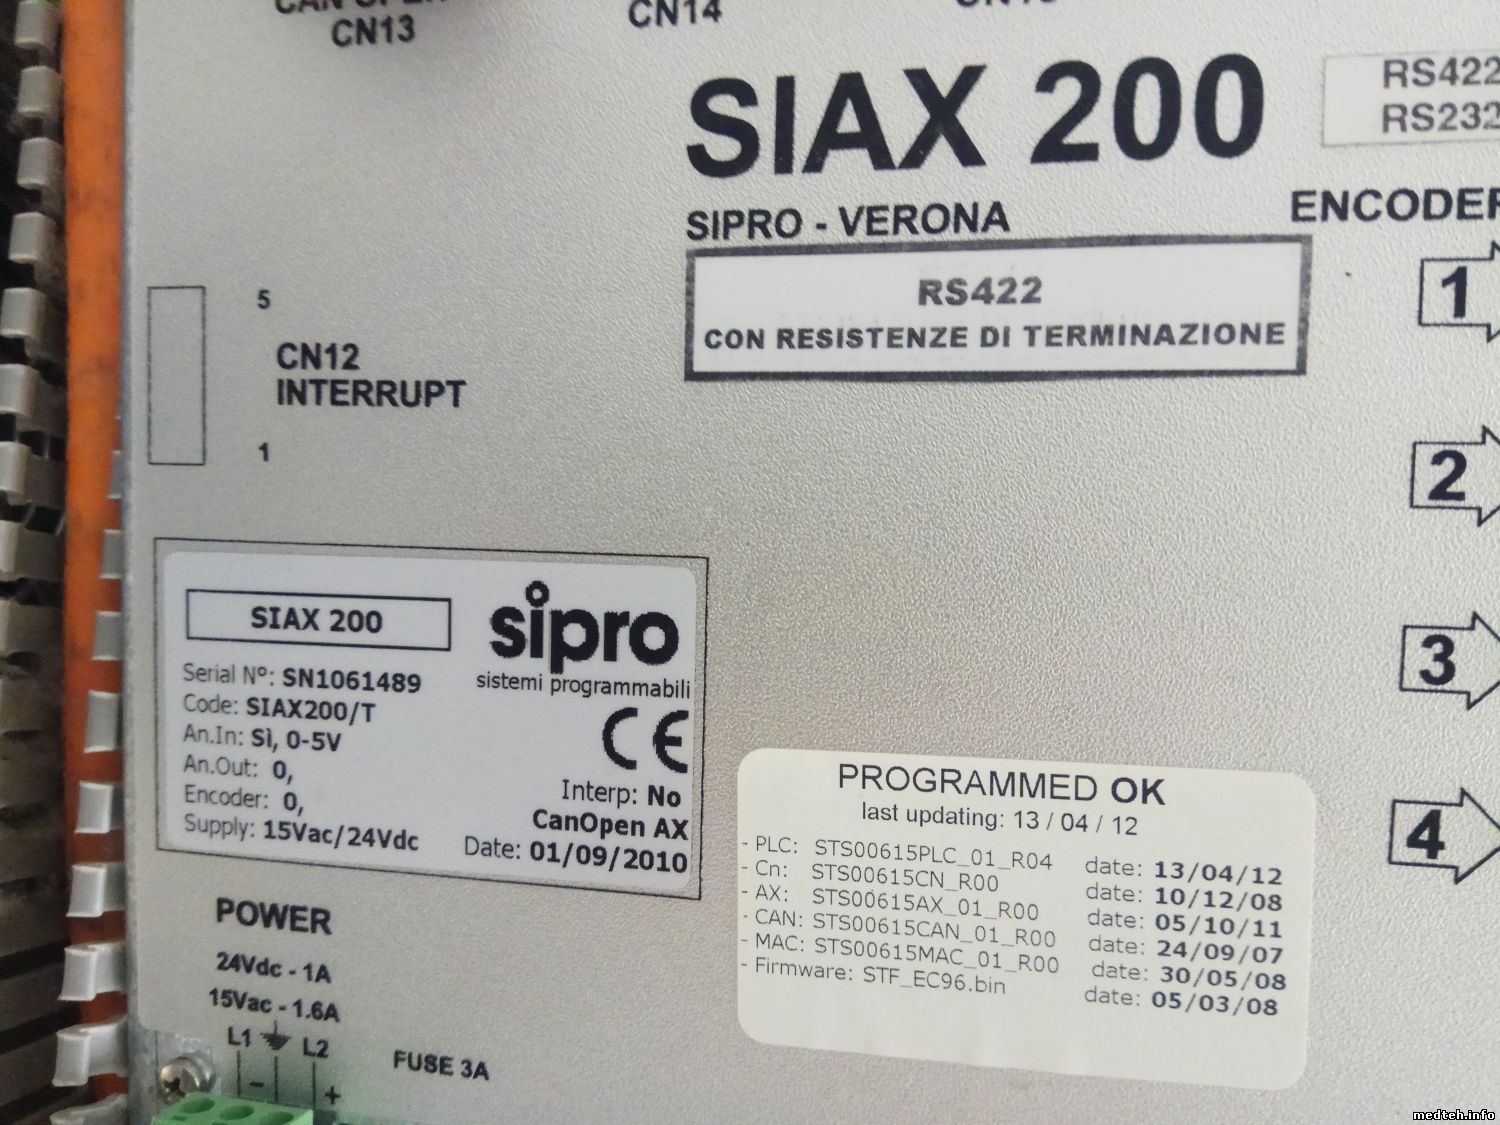 CN13
CN14
SIAX 200
RS422
RS232
SIPRO - VERONA
ENCODER
RS422
CON RESISTENZE DI TERMINAZIONE
1
2
3
4
5
CN12
INTERRUPT
1
SIAX 200
sipro
sistemi programmabili
Serial Nº: SN1061489
Code: SIAX200/T
An.In: Sì, 0-5V
An.Out: 0,
Encoder: 0,
Supply: 15Vac/24Vdc
CE
Interp: No
CanOpen AX
Date: 01/09/2010
PROGRAMMED OK
last updating: 13 / 04 / 12
- PLC: STS00615PLC_01_R04 date: 13/04/12
- Cn: STS00615CN_R00 date: 10/12/08
- AX: STS00615AX_01_R00 date: 05/10/11
- CAN: STS00615CAN_01_R00 date: 24/09/07
- MAC: STS00615MAC_01_R00 date: 30/05/08
- Firmware: STF_EC96.bin date: 05/03/08
POWER
24Vdc - 1A
15Vac - 1.6A
L1 L2
- +
FUSE 3A
medteh.info